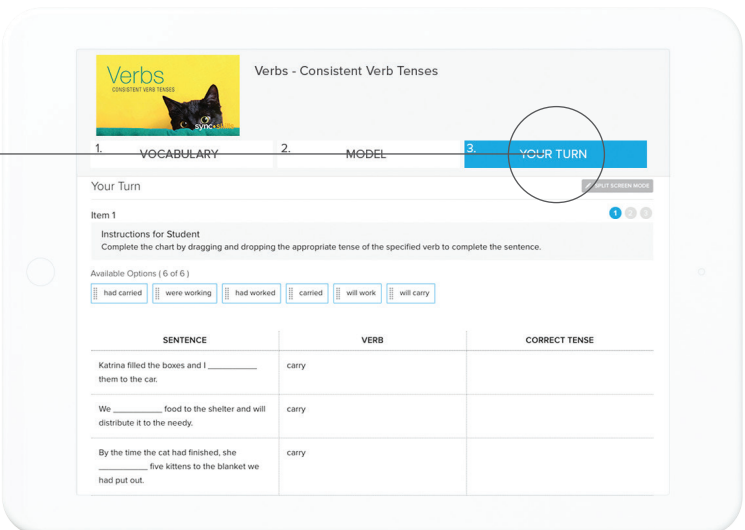 Verbs
CONSISTENT VERB TENSES
sync•skills
Verbs - Consistent Verb Tenses
1. VOCABULARY
2. MODEL
3. YOUR TURN
Your Turn
SPLIT SCREEN MODE
Item 1
1 2 3
Instructions for Student
Complete the chart by dragging and dropping the appropriate tense of the specified verb to complete the sentence.
Available Options ( 6 of 6 )
had carried were working had worked carried will work will carry
SENTENCE VERB CORRECT TENSE
Katrina filled the boxes and I __________ carry
them to the car.
We __________ food to the shelter and will carry
distribute it to the needy.
By the time the cat had finished, she carry
__________ five kittens to the blanket we
had put out.